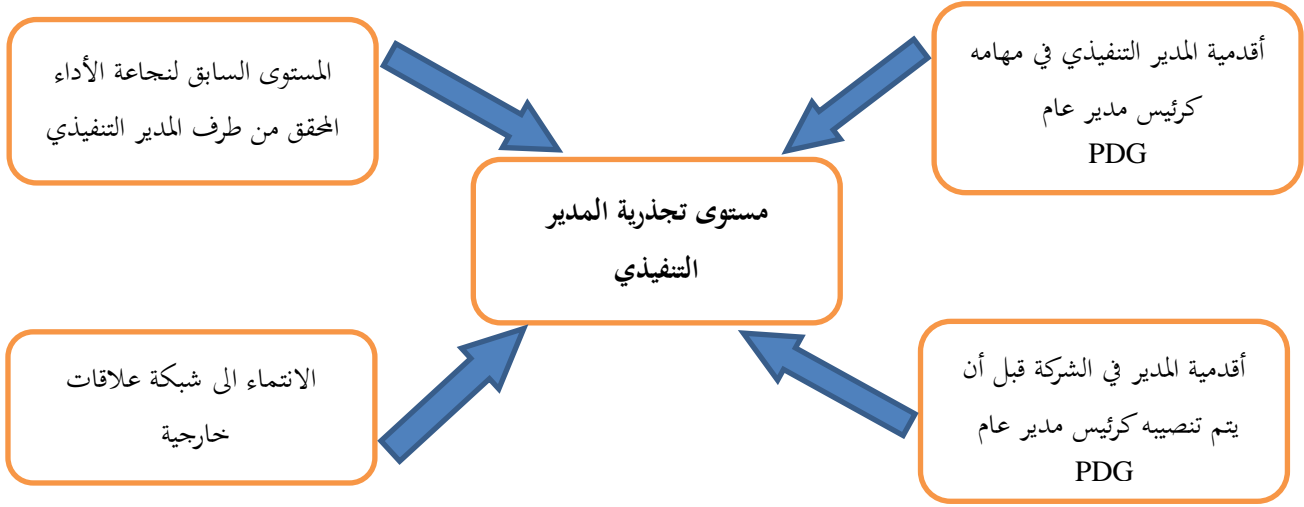 أقدمية المدير التنفيذي في مهامه
كرئيس مدير عام
PDG
المستوى السابق لنجاعة الأداء
المحقق من طرف المدير التنفيذي
مستوى تجذرية المدير
التنفيذي
أقدمية المدير في الشركة قبل أن
يتم تنصيبه كرئيس مدير عام
PDG
الانتماء الى شبكة علاقات
خارجية